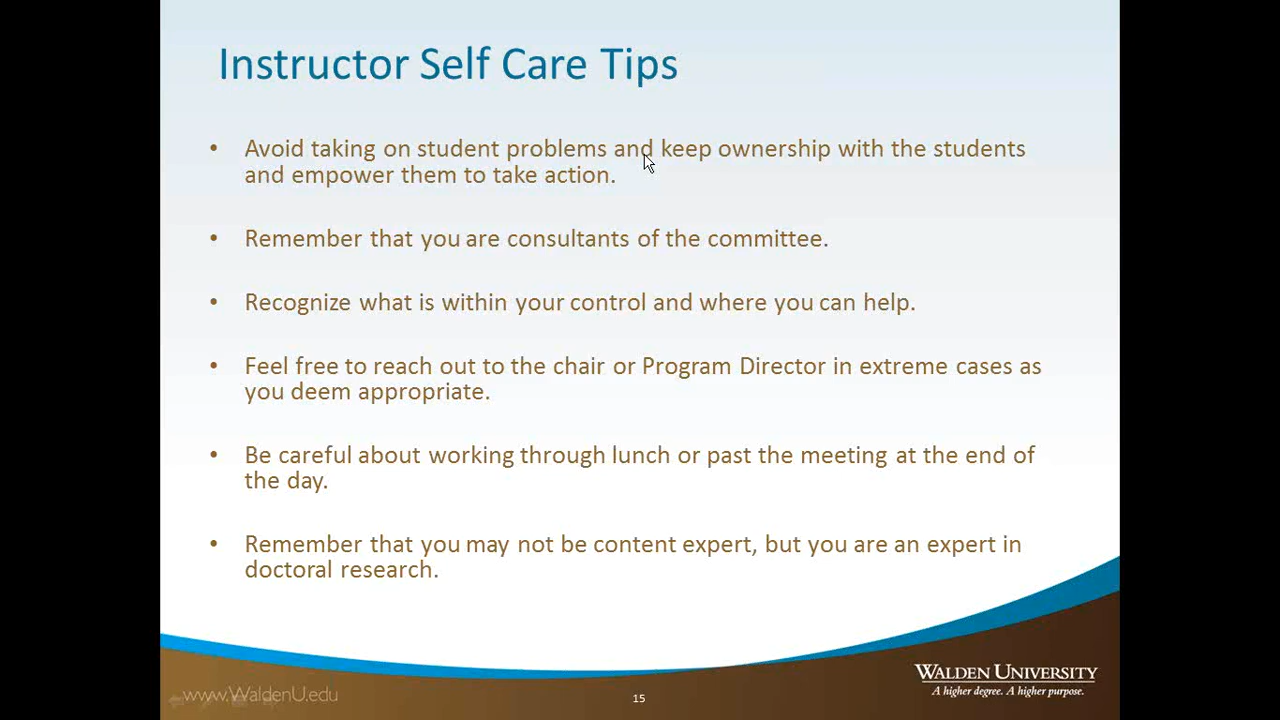 Instructor Self Care Tips
• Avoid taking on student problems and keep ownership with the students
and empower them to take action.
• Remember that you are consultants of the committee.
• Recognize what is within your control and where you can help.
• Feel free to reach out to the chair or Program Director in extreme cases as
you deem appropriate.
• Be careful about working through lunch or past the meeting at the end of
the day.
• Remember that you may not be content expert, but you are an expert in
doctoral research.
WALDEN UNIVERSITY
A higher degree. A higher purpose.
www.WaldenU.edu
15